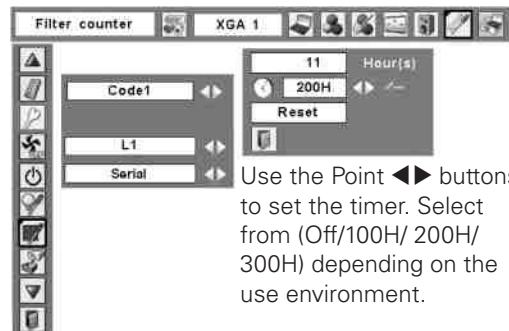 Filter counter
XGA 1
11 Hour(s)
Code1
200H
Reset
L1
Serial
Use the Point ◀▶ buttons
to set the timer. Select
from (Off/100H/ 200H/
300H) depending on the
use environment.